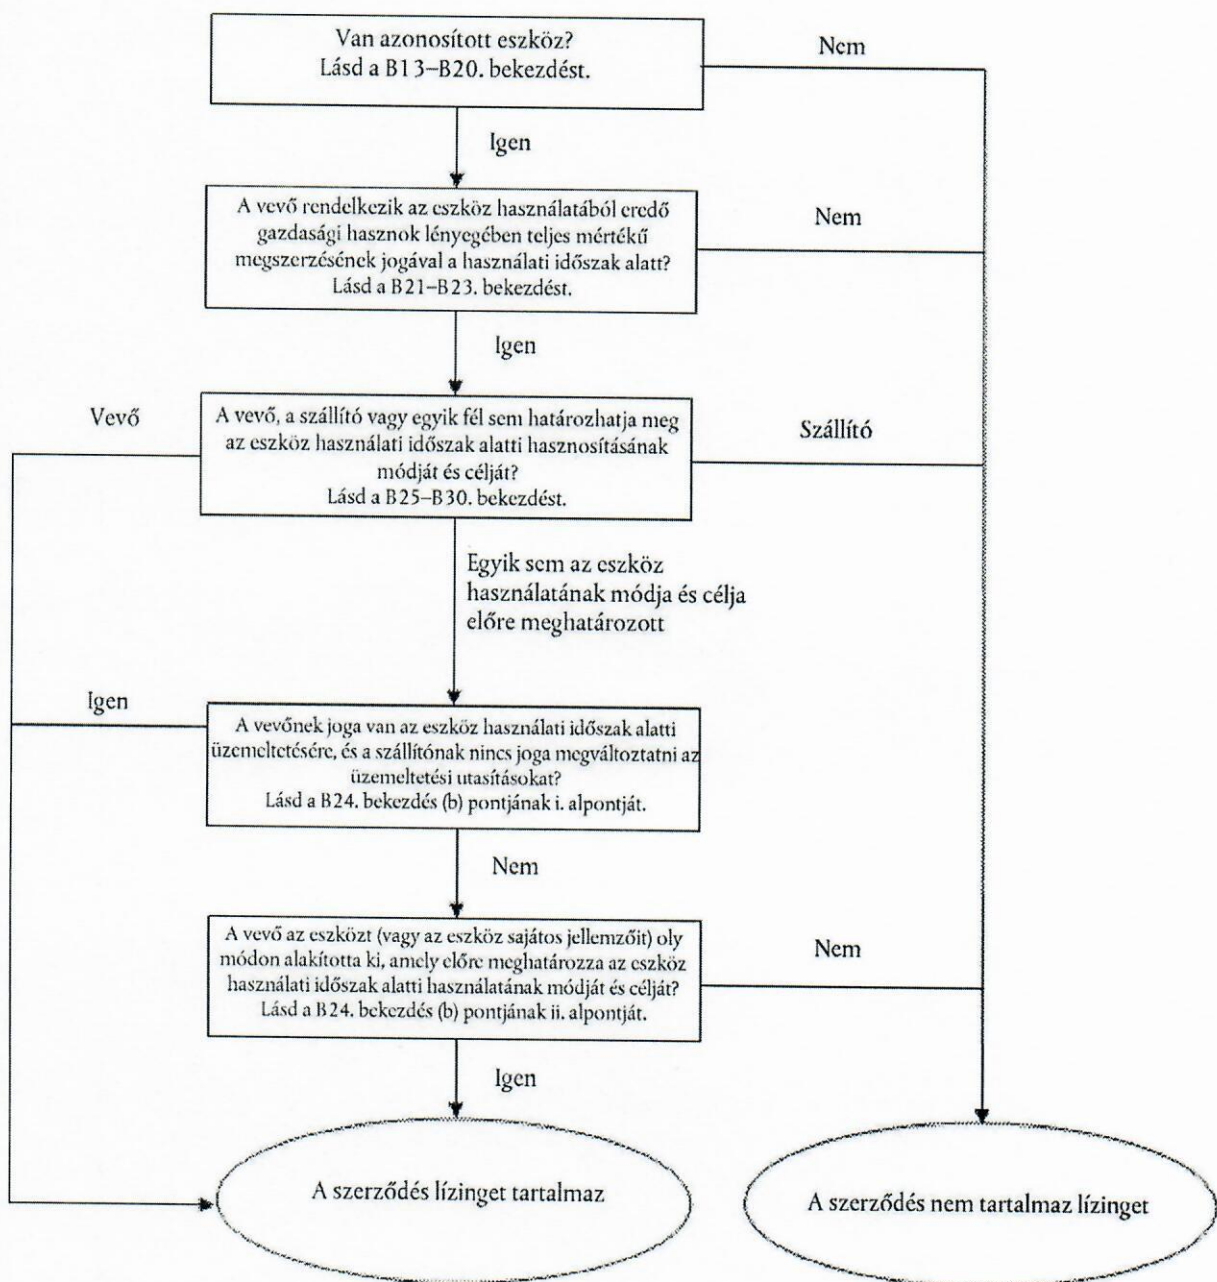 Van azonosított eszköz?
Nem
Lásd a B13–B20. bekezdést.
Igen
A vevő rendelkezik az eszköz használatából eredő
gazdasági hasznok lényegében teljes mértékű
megszerzésének jogával a használati időszak alatt?
Lásd a B21–B23. bekezdést.
Nem
Igen
Vevő
A vevő, a szállító vagy egyik fél sem határozhatja meg
az eszköz használati időszak alatti hasznosításának
módját és célját?
Lásd a B25–B30. bekezdést.
Szállító
Egyik sem az eszköz
használatának módja és célja
előre meghatározott
Igen
A vevőnek joga van az eszköz használati időszak alatti
üzemeltetésére, és a szállítónak nincs joga megváltoztatni az
üzemeltetési utasításokat?
Lásd a B24. bekezdés (b) pontjának i. alpontját.
Nem
A vevő az eszközt (vagy az eszköz sajátos jellemzőit) oly
módon alakította ki, amely előre meghatározza az eszköz
használati időszak alatti használatának módját és célját?
Lásd a B24. bekezdés (b) pontjának ii. alpontját.
Nem
Igen
A szerződés lízinget tartalmaz
A szerződés nem tartalmaz lízinget